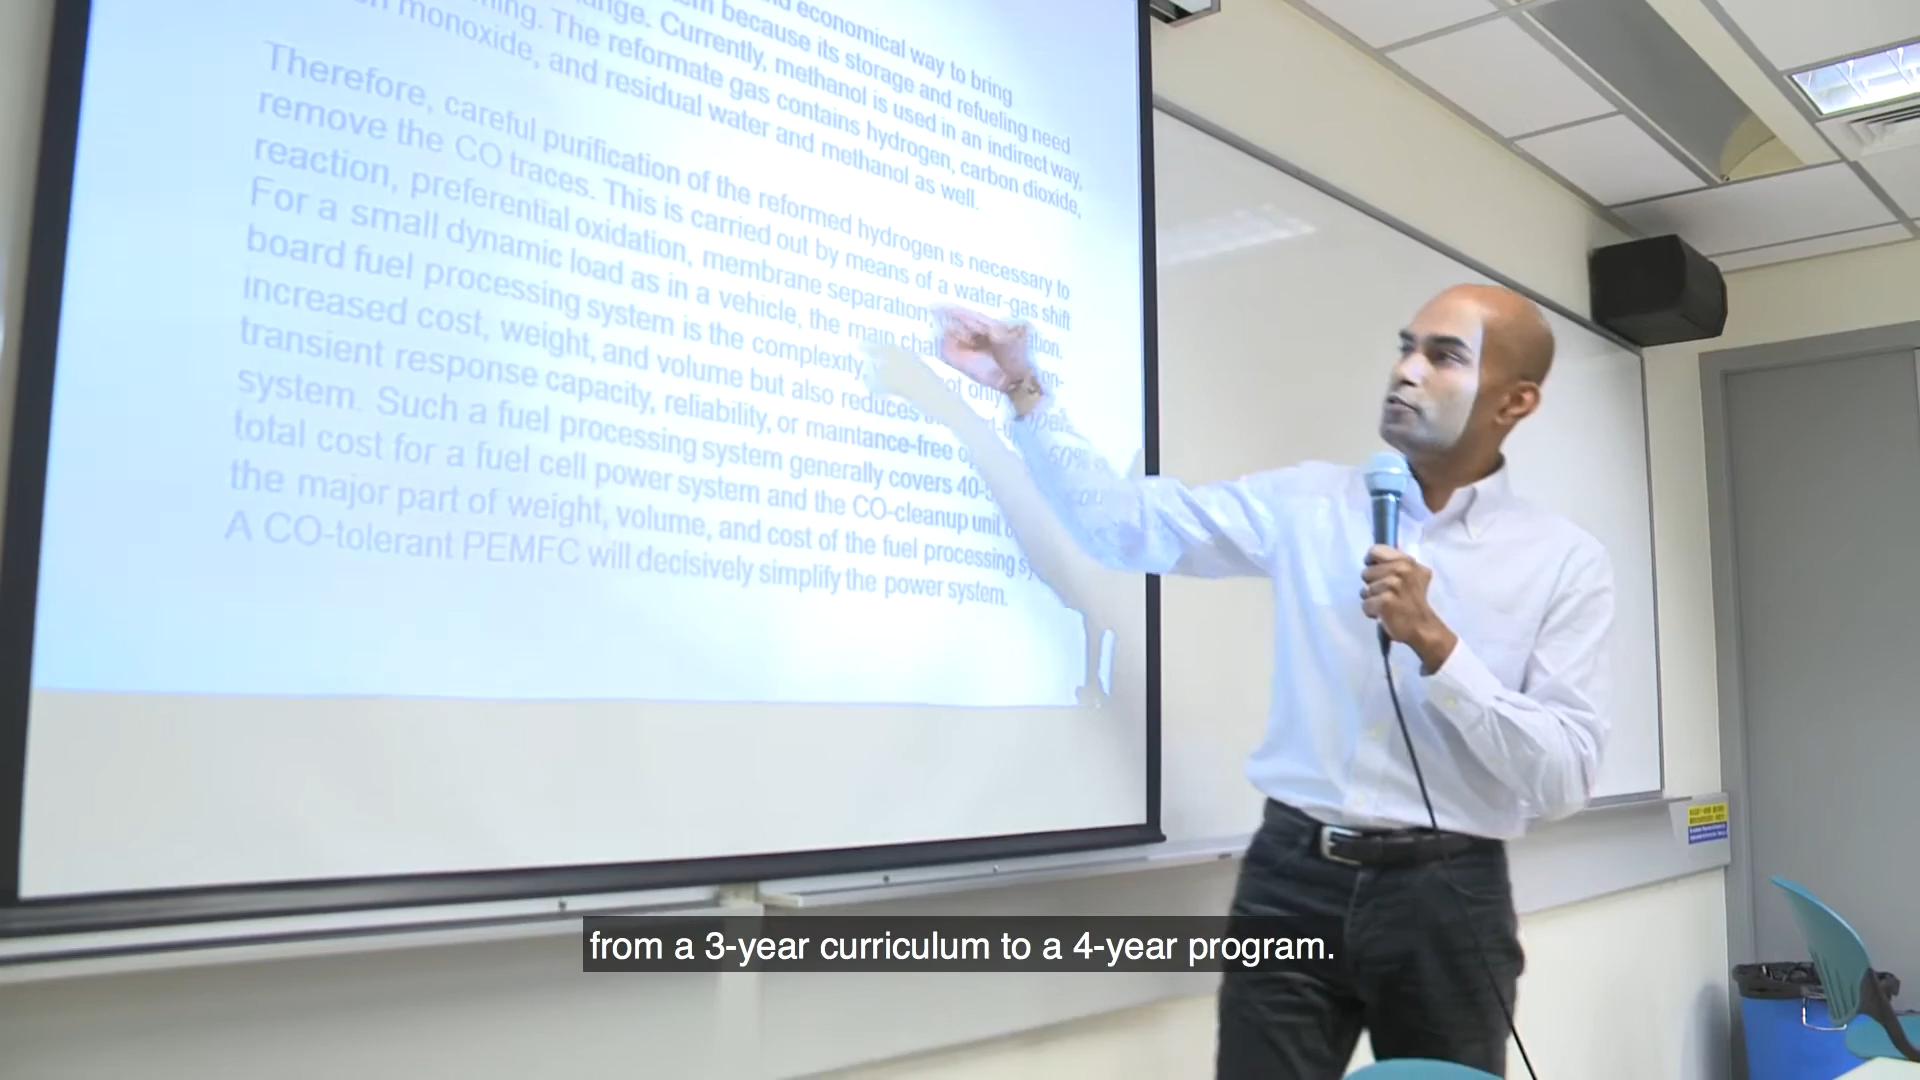 and economical way to bring
because its storage and refueling need
Currently, methanol is used in an indirect way,
The reformate gas contains hydrogen, carbon dioxide,
monoxide, and residual water and methanol as well.
Therefore, careful purification of the reformed hydrogen is necessary to
remove the CO traces. This is carried out by means of a water-gas shift
reaction, preferential oxidation, membrane separation,
For a small dynamic load as in a vehicle, the main
board fuel processing system is the complexity, not only
increased cost, weight, and volume but also reduces
transient response capacity, reliability, or maintance-free
system. Such a fuel processing system generally covers
total cost for a fuel cell power system and the CO-cleanup unit
the major part of weight, volume, and cost of the fuel processing
A CO-tolerant PEMFC will decisively simplify the power system.
from a 3-year curriculum to a 4-year program.